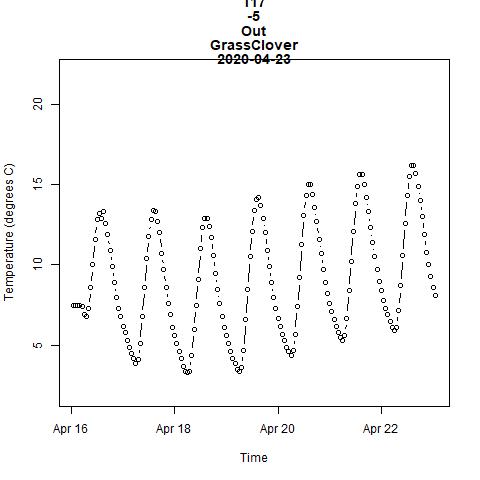 117
-5
Out
GrassClover
2020-04-23
20
15
10
5
Temperature (degrees C)
Apr 16
Apr 18
Apr 20
Apr 22
Time